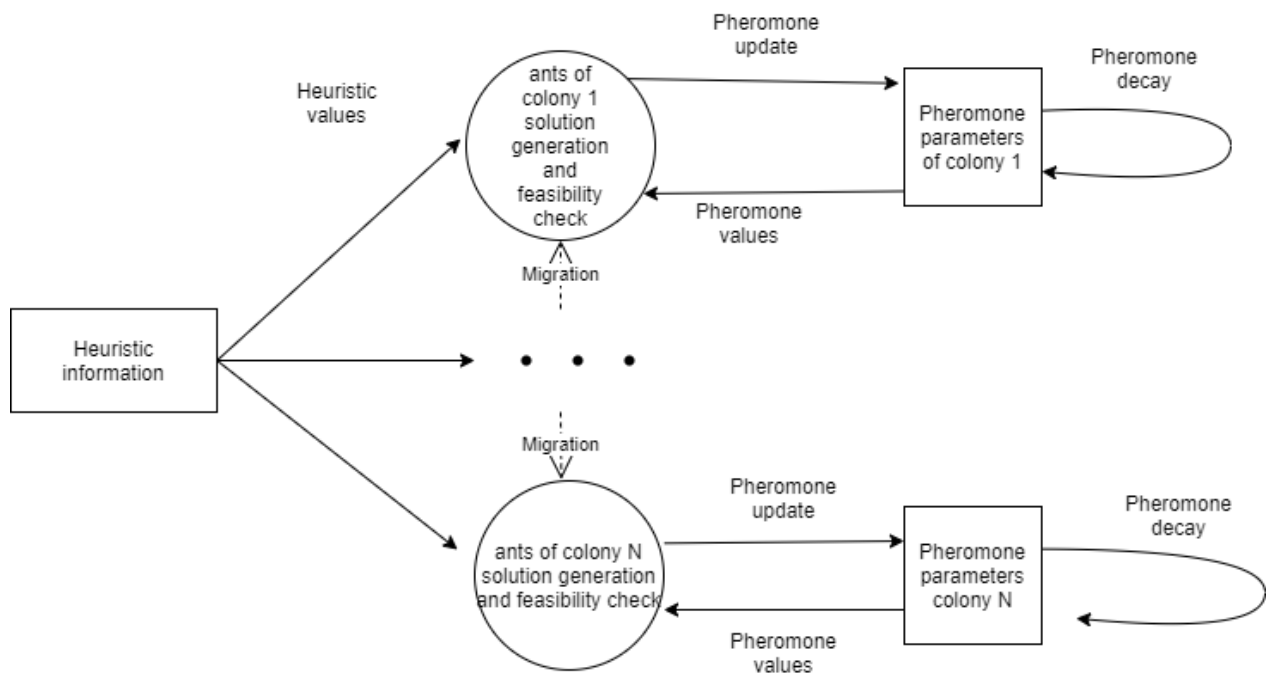 Pheromone
update
Pheromone
decay
Heuristic
values
ants of
colony 1
solution
generation
and
feasibility
check
Pheromone
parameters
of colony 1
Pheromone
values
Migration
Heuristic
information
Migration
Pheromone
update
Pheromone
decay
ants of colony N
solution generation
and feasibility check
Pheromone
parameters
colony N
Pheromone
values